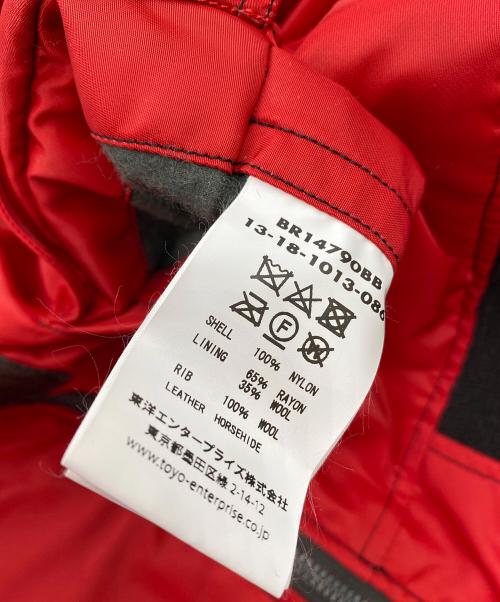 BR14790BB
13-18-1013-086
F
SHELL 100% NYLON
LINING 65% RAYON
35% WOOL
RIB 100% WOOL
LEATHER HORSEHIDE
東洋エンタープライズ株式会社
東京都墨田区緑2-14-12
www.toyo-enterprise.co.jp